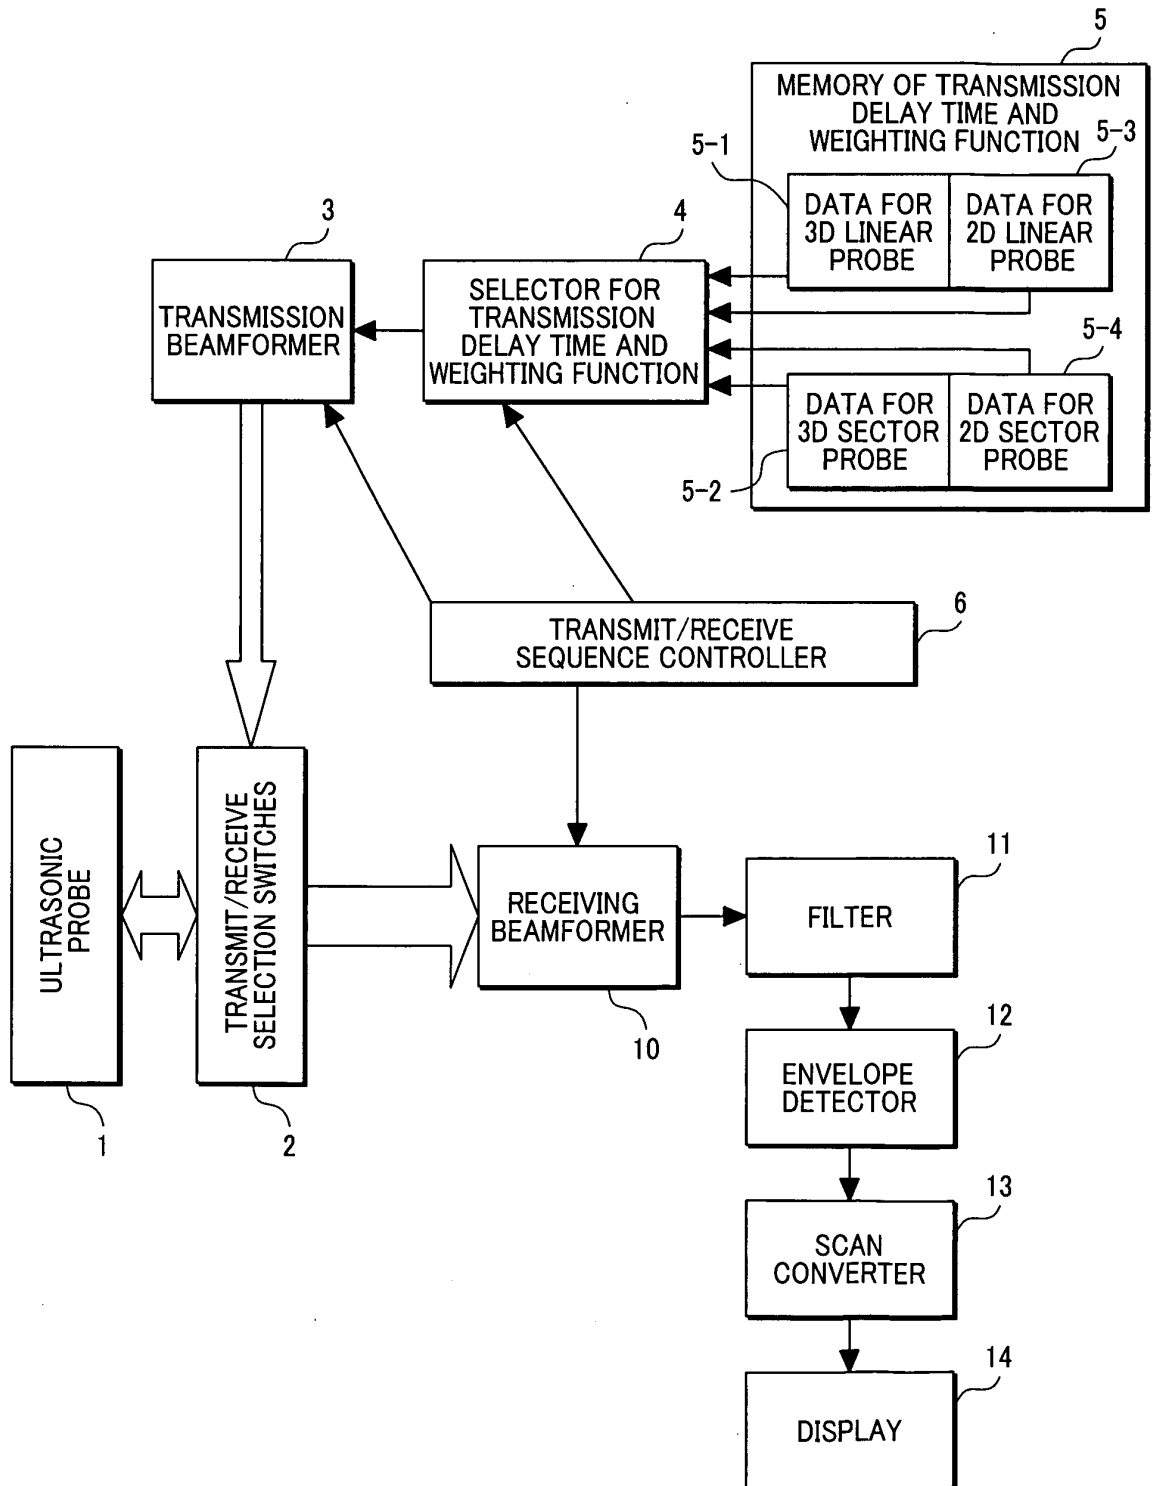 5
MEMORY OF TRANSMISSION
DELAY TIME AND
WEIGHTING FUNCTION
5-1
5-3
DATA FOR
3D LINEAR
PROBE
DATA FOR
2D LINEAR
PROBE
3
4
TRANSMISSION
BEAMFORMER
SELECTOR FOR
TRANSMISSION
DELAY TIME AND
WEIGHTING FUNCTION
5-4
DATA FOR
3D SECTOR
PROBE
DATA FOR
2D SECTOR
PROBE
5-2
6
TRANSMIT/RECEIVE
SEQUENCE CONTROLLER
ULTRASONIC
PROBE
1
TRANSMIT/RECEIVE
SELECTION SWITCHES
2
RECEIVING
BEAMFORMER
10
11
FILTER
12
ENVELOPE
DETECTOR
13
SCAN
CONVERTER
14
DISPLAY